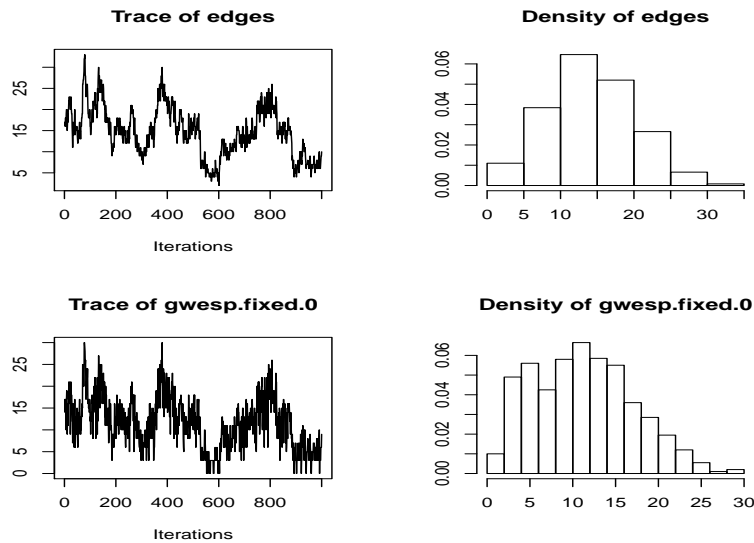 Trace of edges
25
15
5
0 200 400 600 800
Iterations
Density of edges
0.06
0.04
0.02
0.00
0 5 10 20 30
Trace of gwesp.fixed.0
25
15
5
0
0 200 400 600 800
Iterations
Density of gwesp.fixed.0
0.06
0.04
0.02
0.00
0 5 10 15 20 25 30